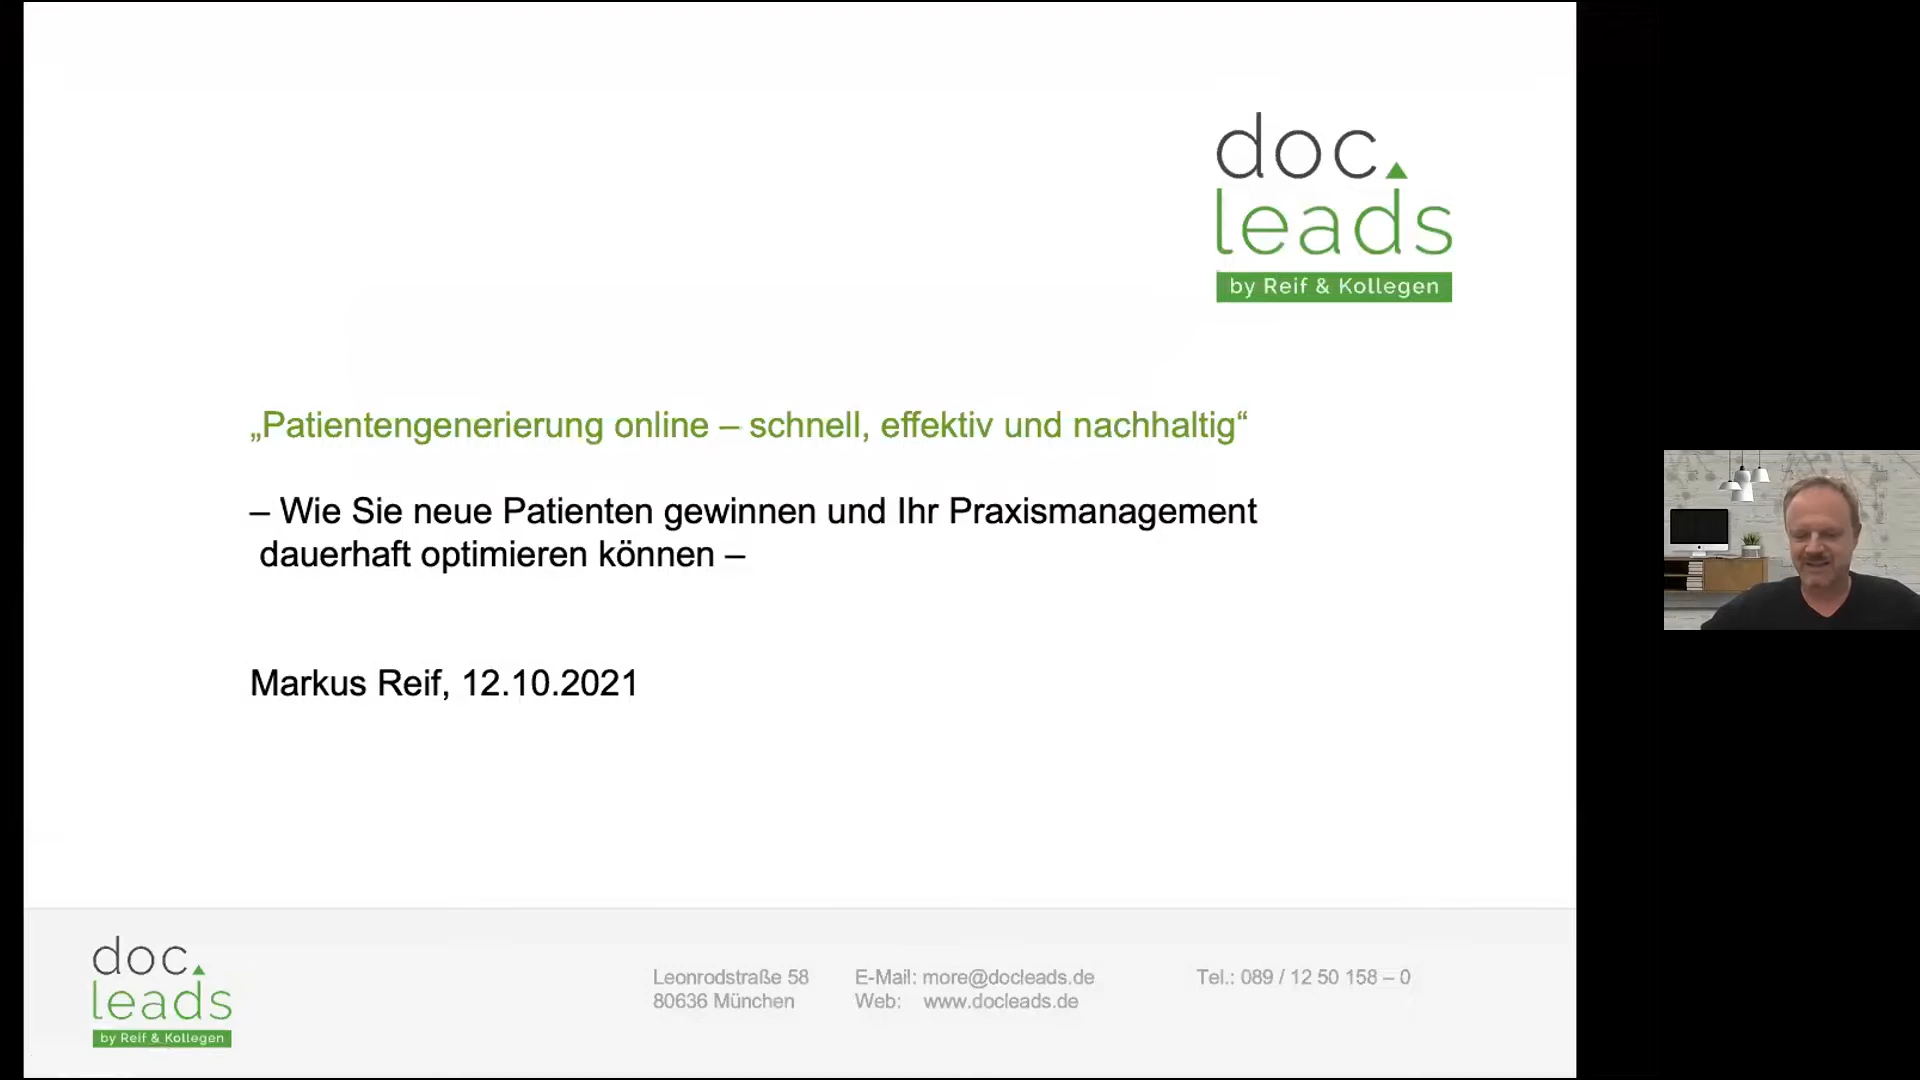 doc.
leads
by Reif & Kollegen
„Patientengenerierung online – schnell, effektiv und nachhaltig“
– Wie Sie neue Patienten gewinnen und Ihr Praxismanagement
dauerhaft optimieren können –
Markus Reif, 12.10.2021
doc.
leads
by Reif & Kollegen
Leonrodstraße 58
80636 München
E-Mail: more@docleads.de
Web: www.docleads.de
Tel.: 089 / 12 50 158 – 0